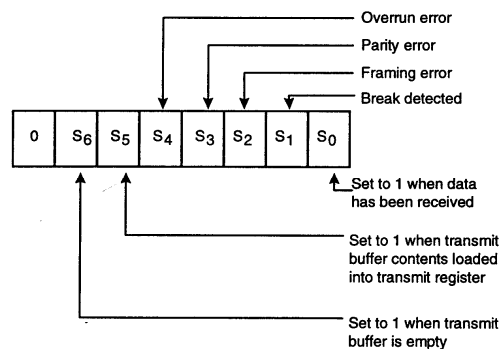 Overrun error
Parity error
Framing error
Break detected
0 S6 S5 S4 S3 S2 S1 S0
Set to 1 when data
has been received
Set to 1 when transmit
buffer contents loaded
into transmit register
Set to 1 when transmit
buffer is empty